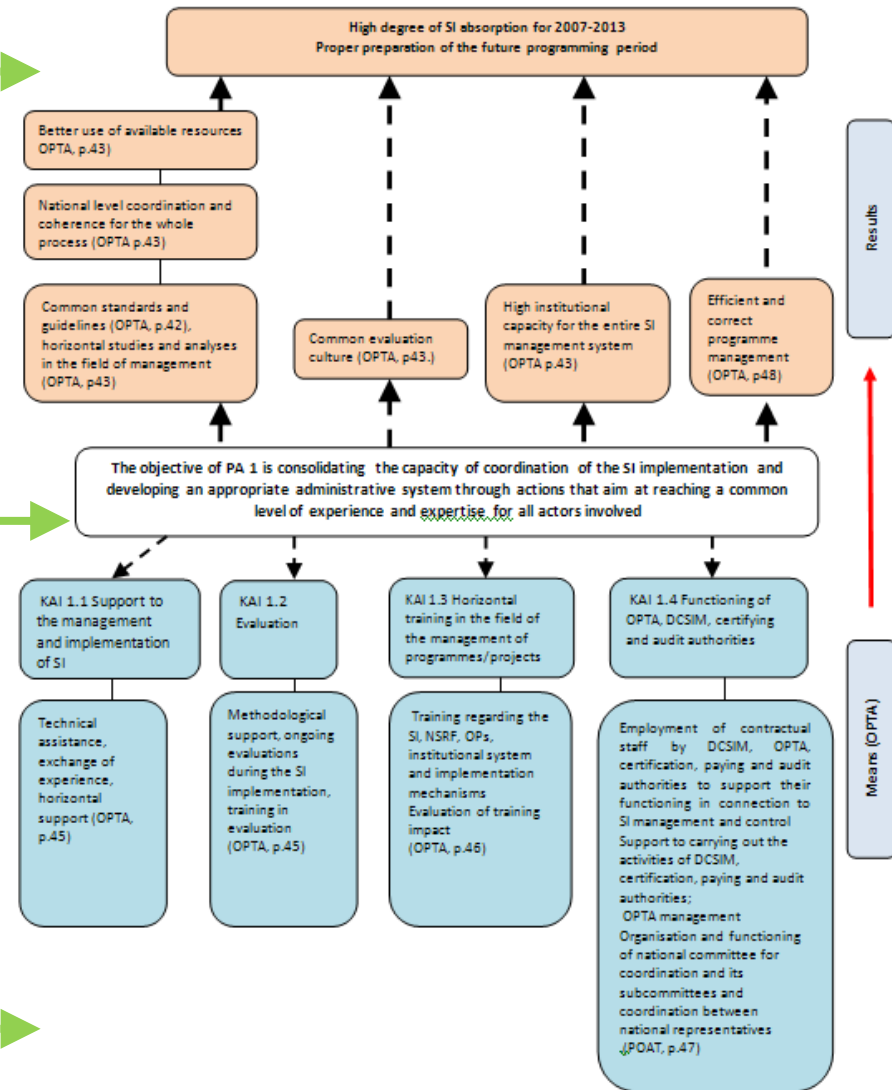 High degree of SI absorption for 2007-2013
Proper preparation of the future programming period
Better use of available resources
OPTA, p.43)
National level coordination and
coherence for the whole
process (OPTA p.43)
Common standards and
guidelines (OPTA, p.42),
horizontal studies and analyses
in the field of management
(OPTA, p43)
Common evaluation
culture (OPTA, p43.)
High institutional
capacity for the entire SI
management system
(OPTA p.43)
Efficient and
correct
programme
management
(OPTA, p48)
Results
The objective of PA 1 is consolidating the capacity of coordination of the SI implementation and
developing an appropriate administrative system through actions that aim at reaching a common
level of experience and expertise for all actors involved
KAI 1.1 Support to
the management
and implementation
of SI
KAI 1.2
Evaluation
KAI 1.3 Horizontal
training in the field of
the management of
programmes/projects
KAI 1.4 Functioning of
OPTA, DCSIM, certifying
and audit authorities
Means (OPTA)
Technical
assistance,
exchange of
experience,
horizontal
support (OPTA,
p.45)
Methodological
support, ongoing
evaluations
during the SI
implementation,
training in
evaluation
(OPTA, p.45)
Training regarding the
SI, NSRF, OPs,
institutional system
and implementation
mechanisms
Evaluation of training
impact
(OPTA, p.46)
Employment of contractual
staff by DCSIM, OPTA,
certification, paying and audit
authorities to support their
functioning in connection to
SI management and control
Support to carrying out the
activities of DCSIM,
certification, paying and audit
authorities;
OPTA management
Organisation and functioning
of national committee for
coordination and its
subcommittees and
coordination between
national representatives
.(POAT, p.47)